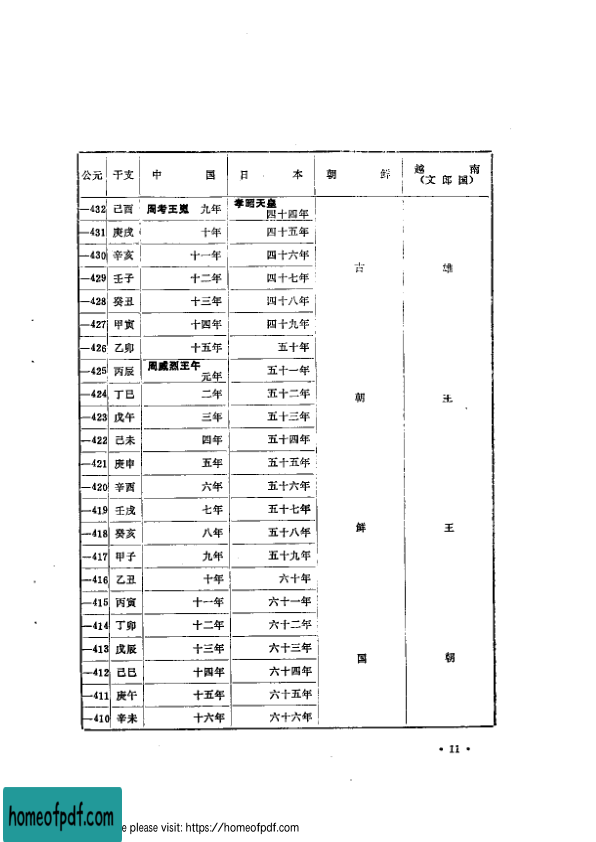 公元 干支 中 国 日 本 朝 鲜 越 南
(文 郎 国)
—432 己酉 周考王嵬 九年 孝昭天皇
四十四年
—431 庚戌 十年 四十五年
—430 辛亥 十一年 四十六年
古 雄
—429 壬子 十二年 四十七年
—428 癸丑 十三年 四十八年
—427 甲寅 十四年 四十九年
—426 乙卯 十五年 五十年
—425 丙辰 周威烈王午
元年 五十一年
—424 丁巳 二年 五十二年
朝 王
—423 戊午 三年 五十三年
—422 己未 四年 五十四年
—421 庚申 五年 五十五年
—420 辛酉 六年 五十六年
—419 壬戌 七年 五十七年
—418 癸亥 八年 五十八年
鲜 王
—417 甲子 九年 五十九年
—416 乙丑 十年 六十年
—415 丙寅 十一年 六十一年
—414 丁卯 十二年 六十二年
—413 戊辰 十三年 六十三年
国 朝
—412 己巳 十四年 六十四年
—411 庚午 十五年 六十五年
—410 辛未 十六年 六十六年
• 11 •
homeofpdf.com
e please visit: https://homeofpdf.com